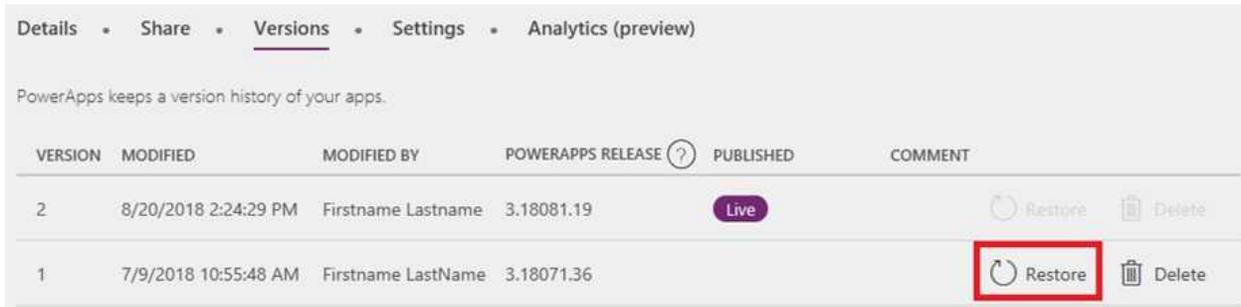 Details • Share • Versions • Settings • Analytics (preview)
PowerApps keeps a version history of your apps.
VERSION MODIFIED MODIFIED BY POWERAPPS RELEASE ? PUBLISHED COMMENT
2 8/20/2018 2:24:29 PM Firstname Lastname 3.18081.19 Live Restore Delete
1 7/9/2018 10:55:48 AM Firstname LastName 3.18071.36 Restore Delete